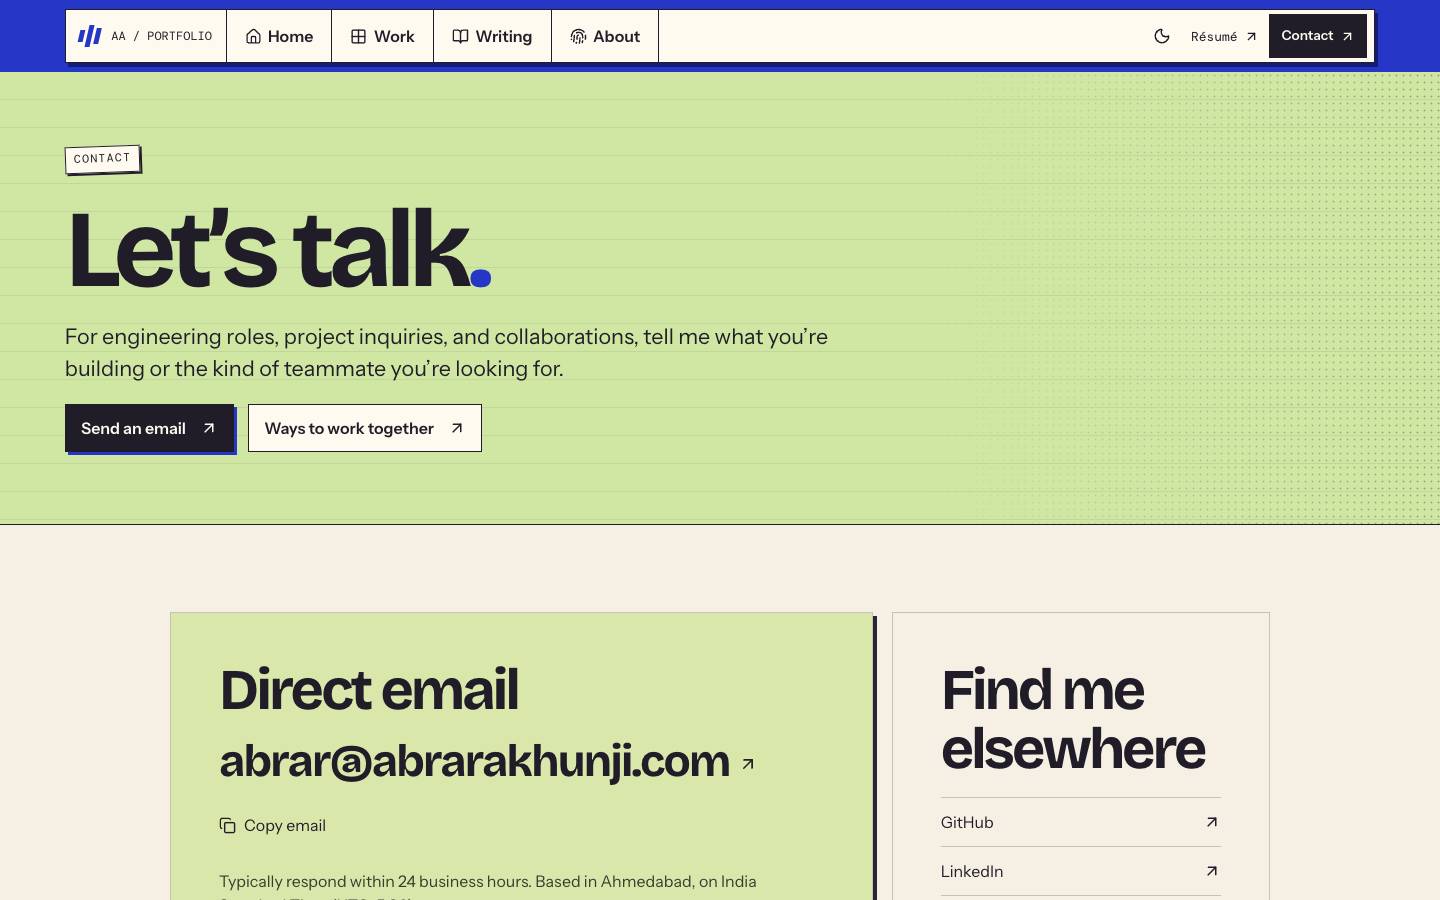 AA / PORTFOLIO
Home
Work
Writing
About
Résumé
Contact
CONTACT
Let’s talk.
For engineering roles, project inquiries, and collaborations, tell me what you’re
building or the kind of teammate you’re looking for.
Send an email
Ways to work together
Direct email
abrar@abrarakhunji.com
Copy email
Typically respond within 24 business hours. Based in Ahmedabad, on India
Find me
elsewhere
GitHub
LinkedIn